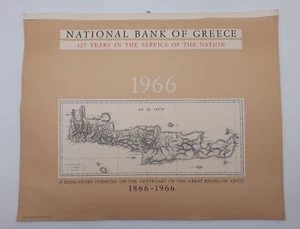 NATIONAL BANK OF GREECE
125 YEARS IN THE SERVICE OF THE NATION
1966
A DEDICATORY OFFERING ON THE CENTENARY OF THE GREAT RISING OF CRETE
1866-1966